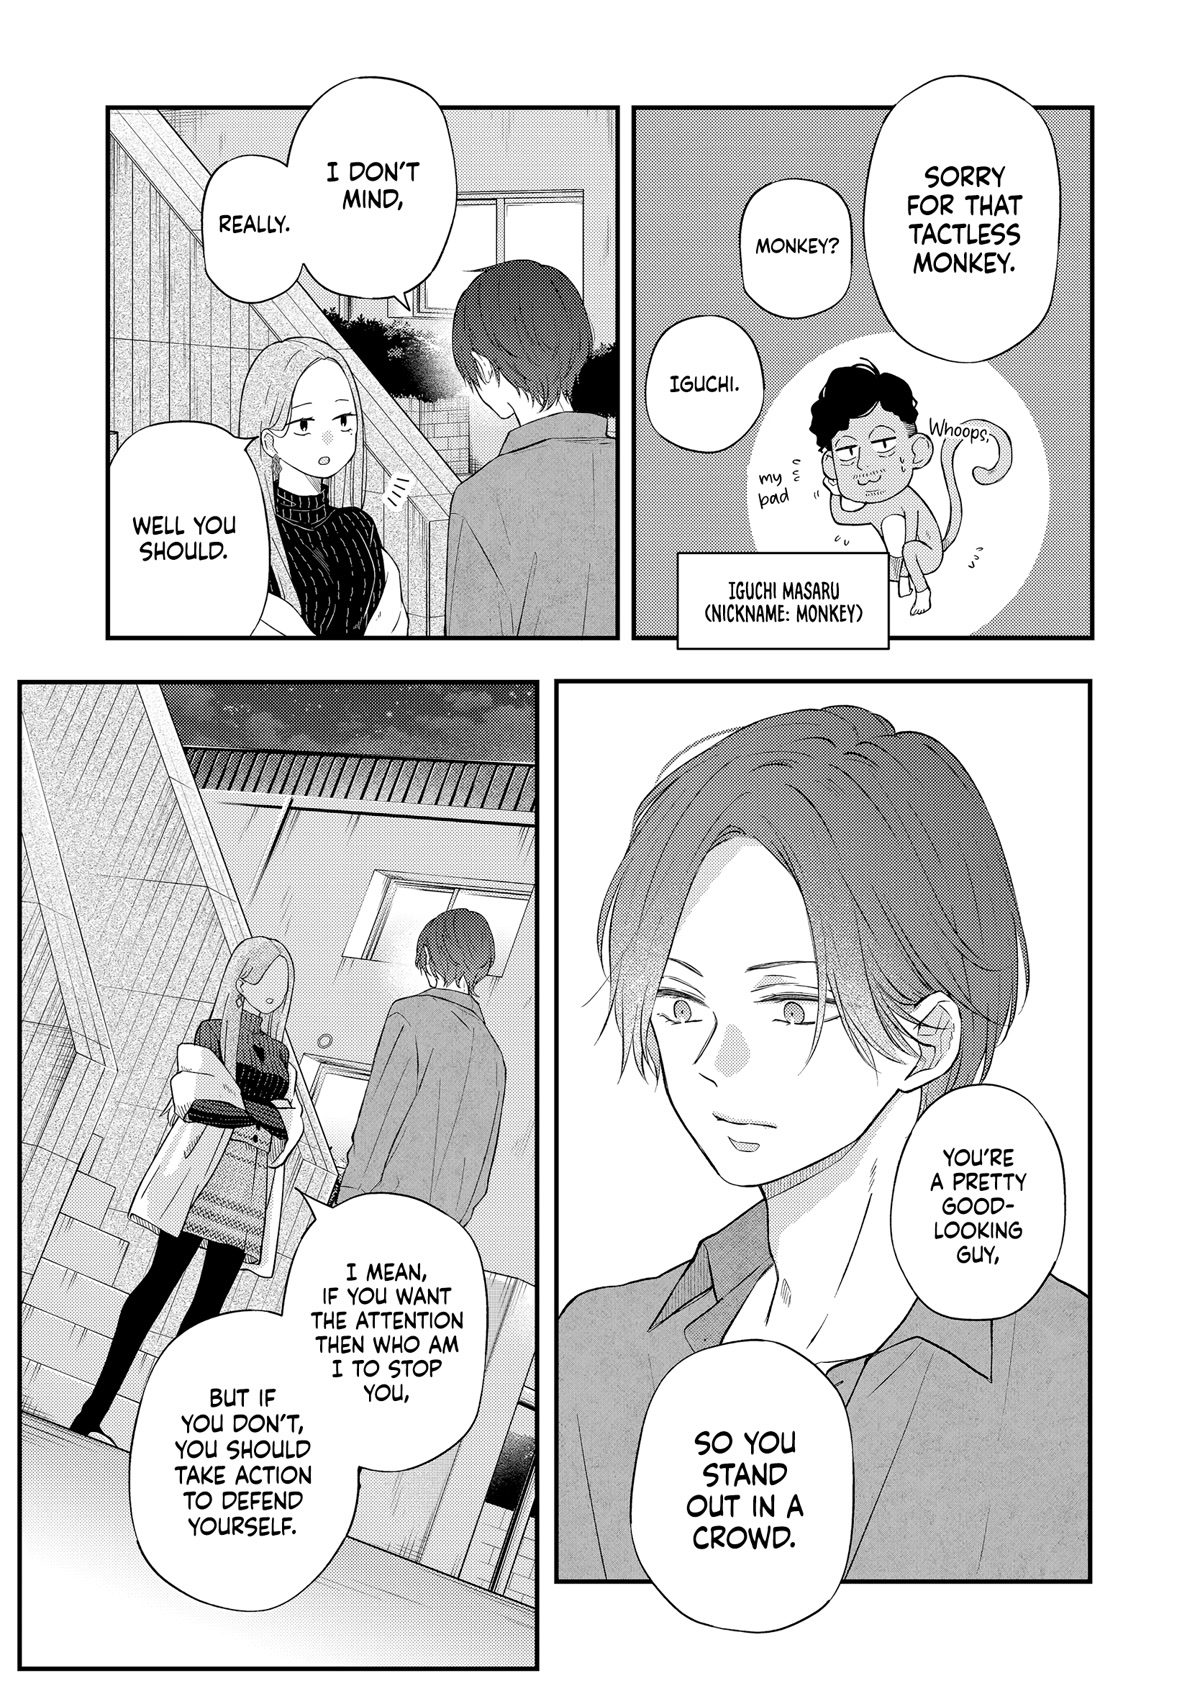 SORRY
FOR THAT
TACTLESS
MONKEY.
MONKEY?
IGUCHI.
Whoops,
my
bad
IGUCHI MASARU
(NICKNAME: MONKEY)
I DON'T
MIND,
REALLY.
WELL YOU
SHOULD.
YOU'RE
A PRETTY
GOOD-
LOOKING
GUY,
SO YOU
STAND
OUT IN A
CROWD.
I MEAN,
IF YOU WANT
THE ATTENTION
THEN WHO AM
I TO STOP
YOU,
BUT IF
YOU DON'T,
YOU SHOULD
TAKE ACTION
TO DEFEND
YOURSELF.